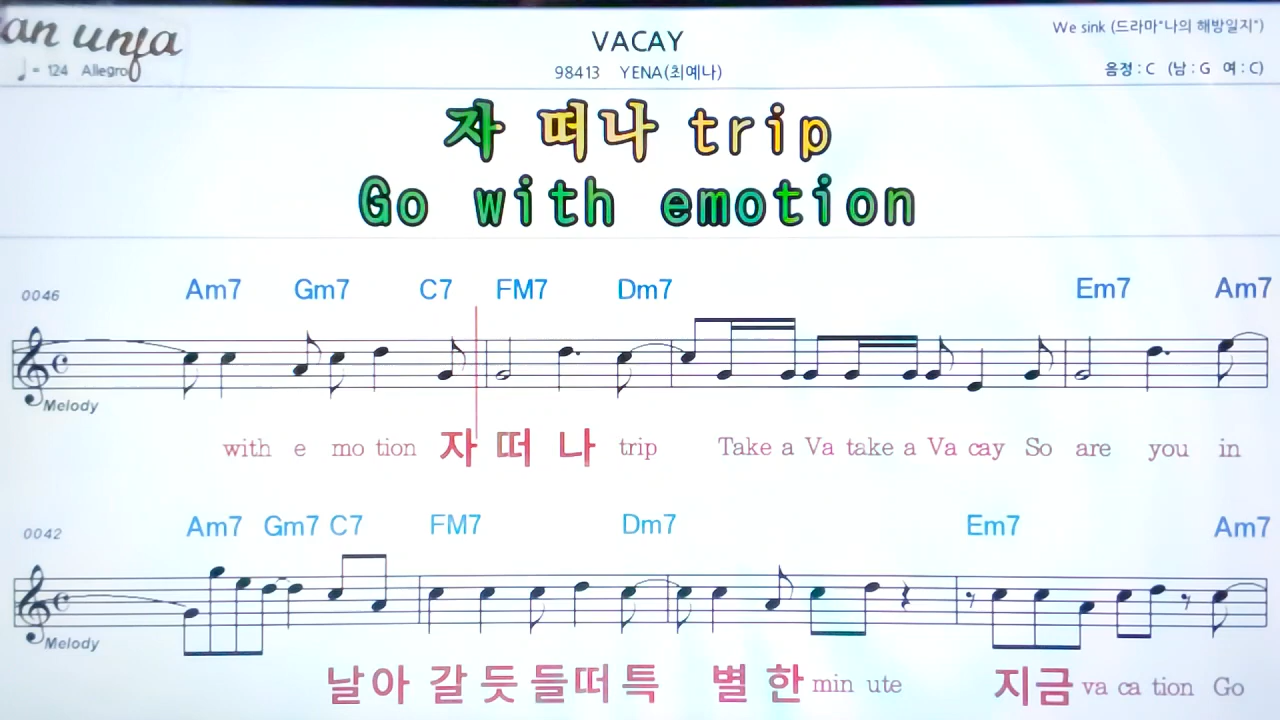 an unfa
VACAY
We sink (드라마"나의 해방일지")
♩= 124 Allegro
98413 YENA(최예나)
음정 : C (남 : G 여 : C)
자 떠나 trip
Go with emotion
0046 Am7 Gm7 C7 FM7 Dm7 Em7 Am7
Melody
with e mo tion 자 떠 나 trip Take a Va take a Va cay So are you in
0042 Am7 Gm7 C7 FM7 Dm7 Em7 Am7
Melody
날아 갈 듯 들떠 특 별 한 min ute 지금 va ca tion Go